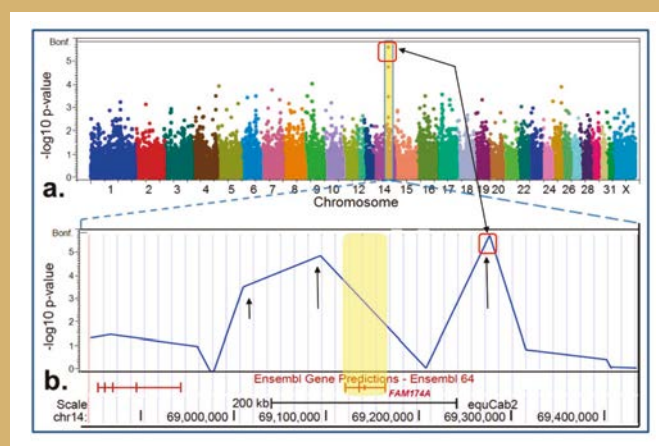 Bonf.
5
4
3
2
1
0
-log10 p-value
a.
1 2 3 4 5 6 7 8 9 10 12 14 15 16 17 18 19 20 22 24 26 28 31 X
Chromosome
Bonf.
5
4
3
2
1
0
-log10 p-value
b.
Ensembl Gene Predictions - Ensembl 64
FAM174A
Scale 200 kb equCab2
chr14: 69,000,000 69,100,000 69,200,000 69,300,000 69,400,000